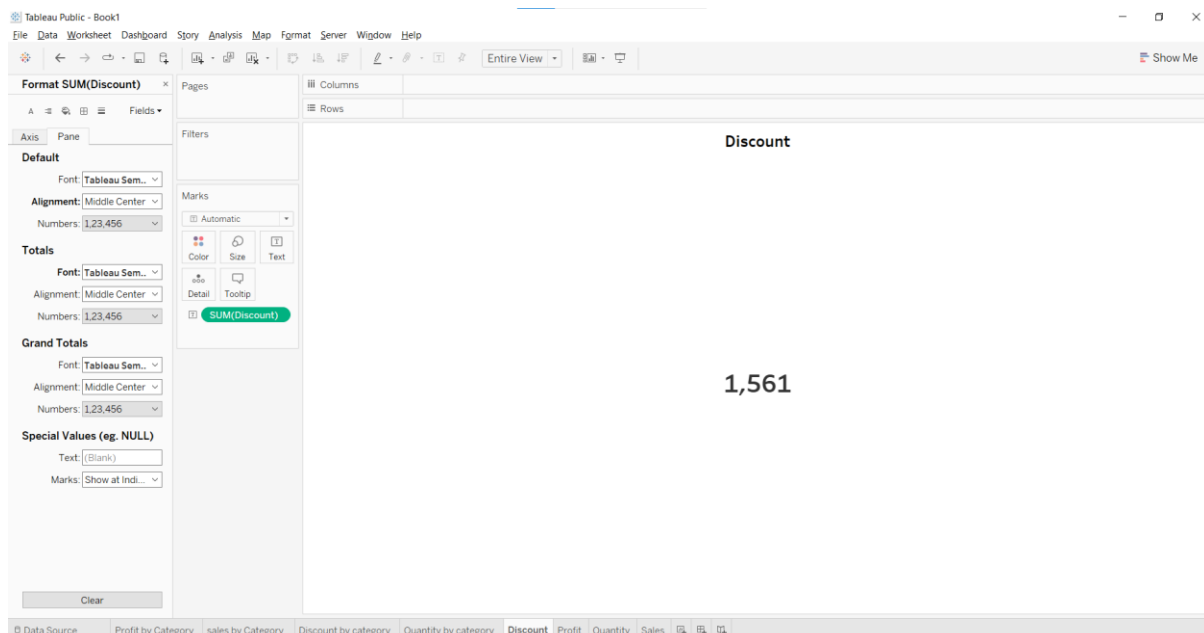 Tableau Public - Book1
File Data Worksheet Dashboard Story Analysis Map Format Server Window Help
Entire View
Show Me
Format SUM(Discount)
Fields
Axis Pane
Default
Font: Tableau Sem..
Alignment: Middle Center
Numbers: 1,23,456
Totals
Font: Tableau Sem..
Alignment: Middle Center
Numbers: 1,23,456
Grand Totals
Font: Tableau Sem..
Alignment: Middle Center
Numbers: 1,23,456
Special Values (eg. NULL)
Text: (Blank)
Marks: Show at Indi...
Clear
Pages
Filters
Marks
Automatic
Color Size Text
Detail Tooltip
SUM(Discount)
Columns
Rows
Discount
1,561
Data Source Profit by Category sales by Category Discount by category Quantity by category Discount Profit Quantity Sales